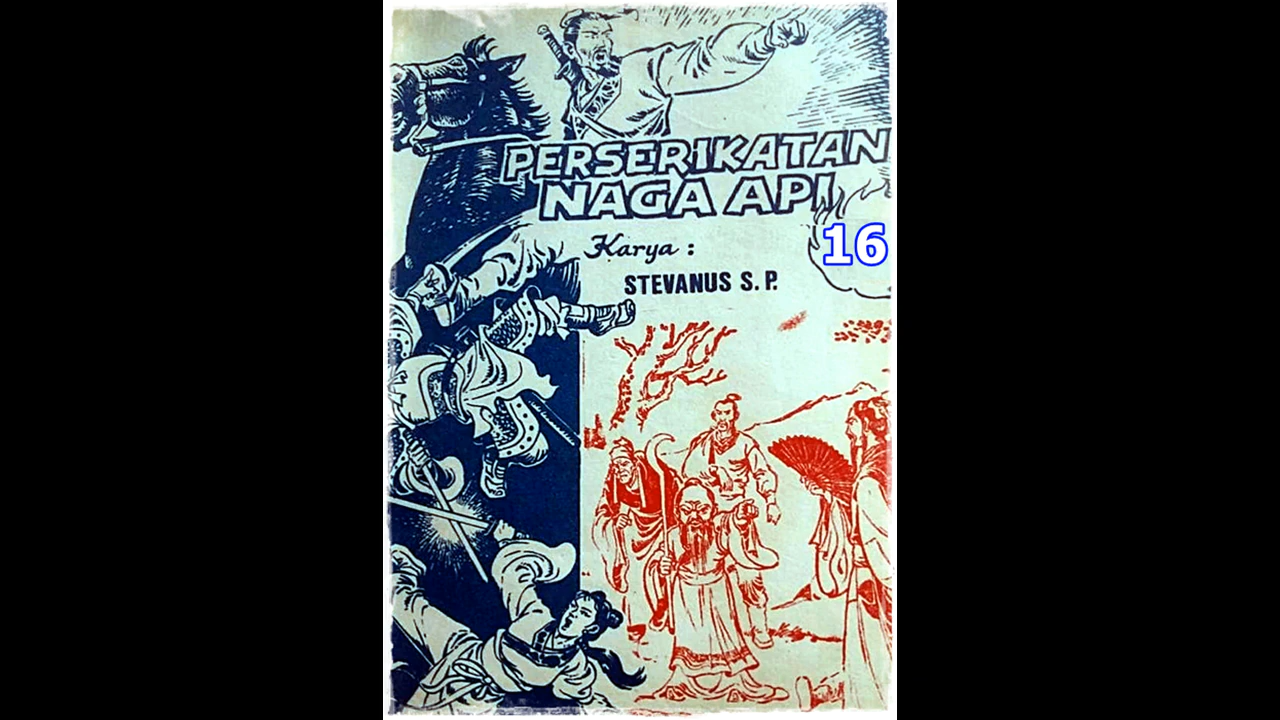 PERSERIKATAN
NAGA API
16
Karya :
STEVANUS S. P.